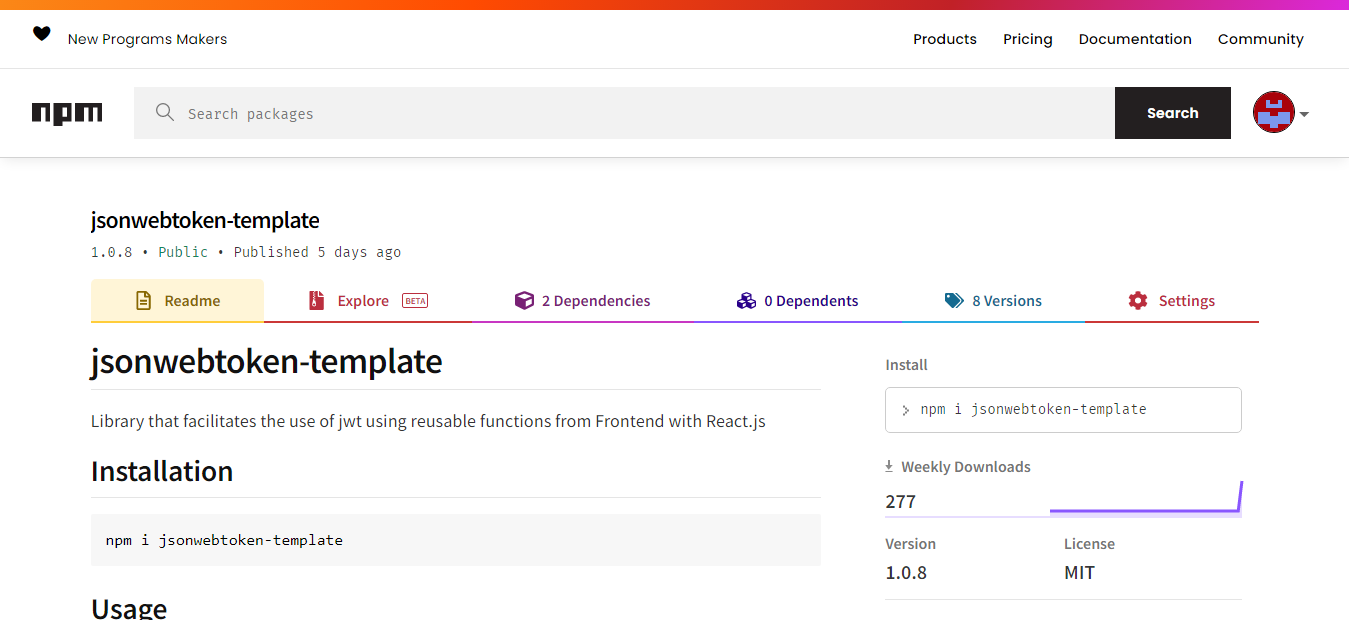 New Programs Makers
Products Pricing Documentation Community
npm
Search packages
Search
jsonwebtoken-template
1.0.8 • Public • Published 5 days ago
Readme
Explore BETA
2 Dependencies
0 Dependents
8 Versions
Settings
jsonwebtoken-template
Library that facilitates the use of jwt using reusable functions from Frontend with React.js
Installation
npm i jsonwebtoken-template
Usage
Install
> npm i jsonwebtoken-template
Weekly Downloads
277
Version
1.0.8
License
MIT